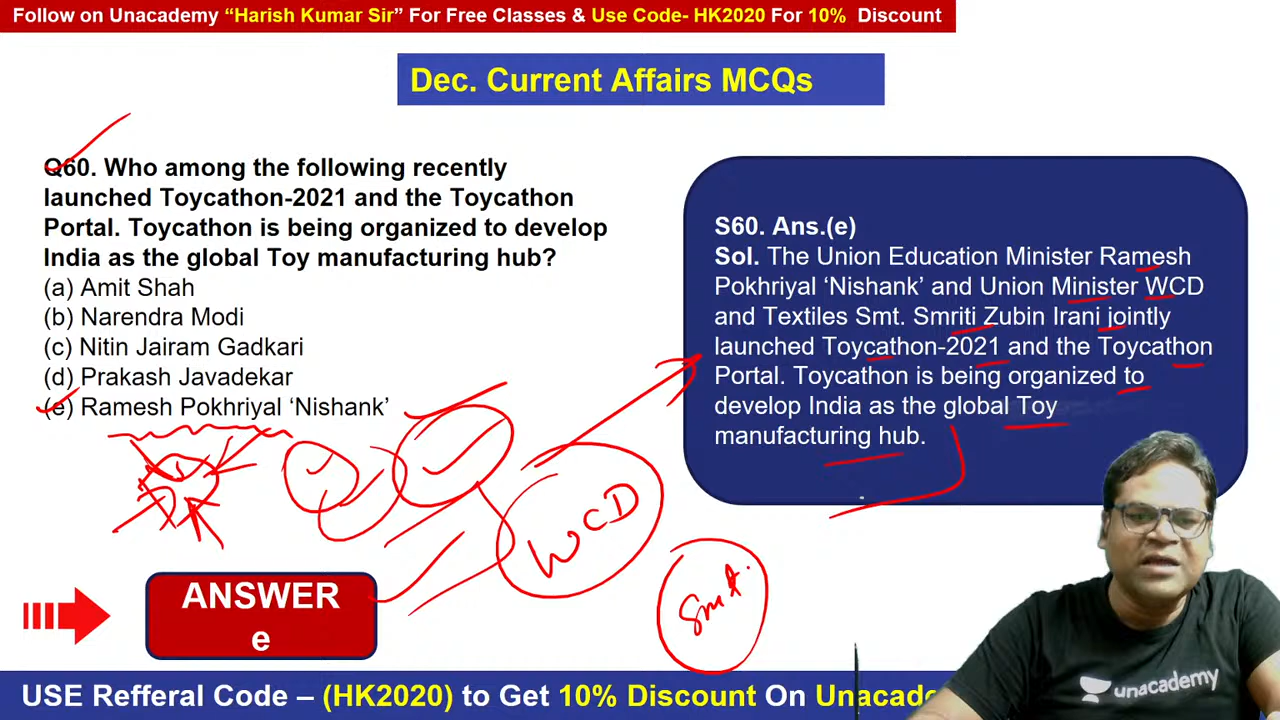 Follow on Unacademy “Harish Kumar Sir” For Free Classes & Use Code- HK2020 For 10% Discount
Dec. Current Affairs MCQs
Q60. Who among the following recently
launched Toycathon-2021 and the Toycathon
Portal. Toycathon is being organized to develop
India as the global Toy manufacturing hub?
(a) Amit Shah
(b) Narendra Modi
(c) Nitin Jairam Gadkari
(d) Prakash Javadekar
(e) Ramesh Pokhriyal ‘Nishank’
S60. Ans.(e)
Sol. The Union Education Minister Ramesh
Pokhriyal ‘Nishank’ and Union Minister WCD
and Textiles Smt. Smriti Zubin Irani jointly
launched Toycathon-2021 and the Toycathon
Portal. Toycathon is being organized to
develop India as the global Toy
manufacturing hub.
WCD
ANSWER
e
unacademy
USE Refferal Code – (HK2020) to Get 10% Discount On